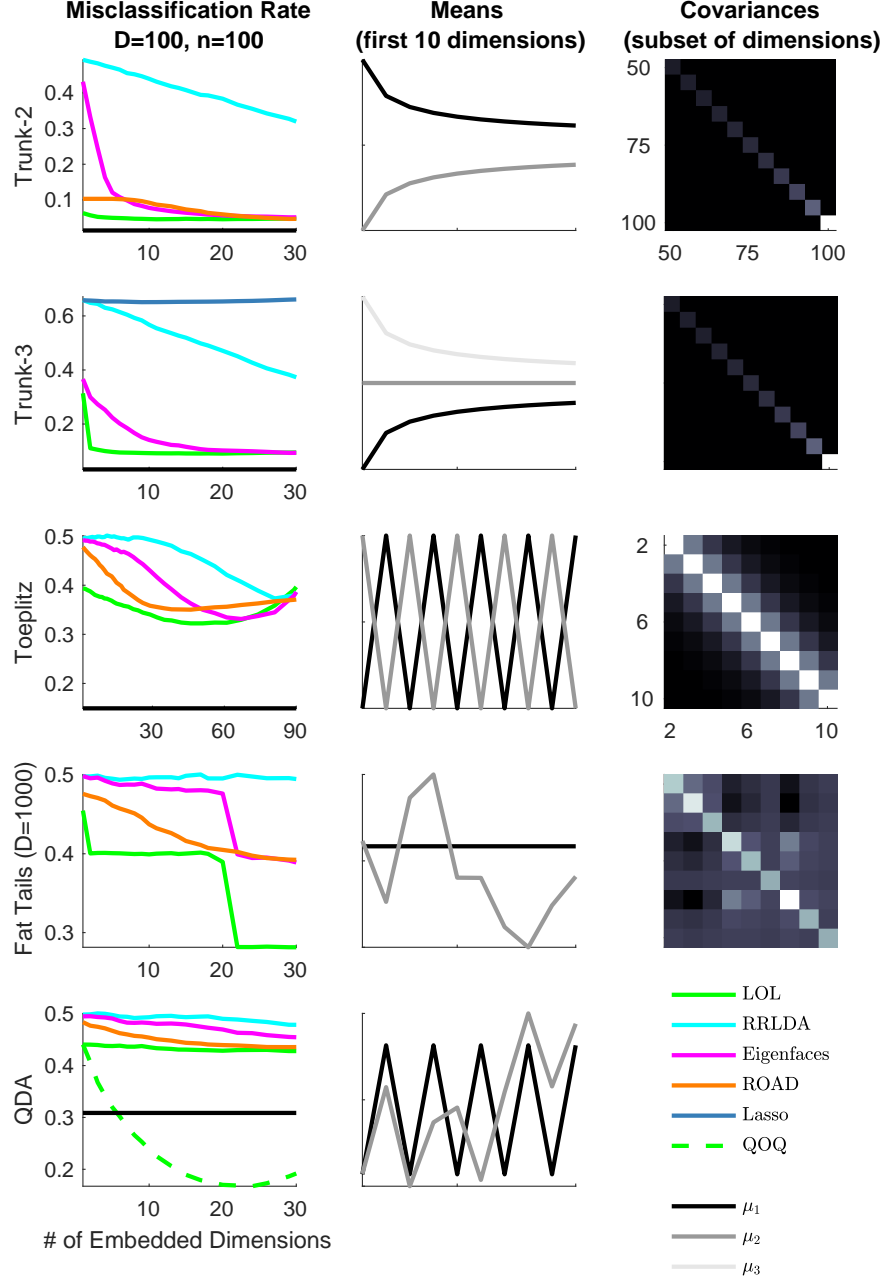 Misclassification Rate
D=100, n=100
Means
(first 10 dimensions)
Covariances
(subset of dimensions)
Trunk-2
0.4
0.3
0.2
0.1
10 20 30
50
75
100
50 75 100
Trunk-3
0.6
0.4
0.2
10 20 30
Toeplitz
0.5
0.4
0.3
0.2
30 60 90
2
6
10
2 6 10
Fat Tails (D=1000)
0.5
0.4
0.3
10 20 30
QDA
0.5
0.4
0.3
0.2
10 20 30
# of Embedded Dimensions
LOL
RRLDA
Eigenfaces
ROAD
Lasso
QOQ
μ₁
μ₂
μ₃